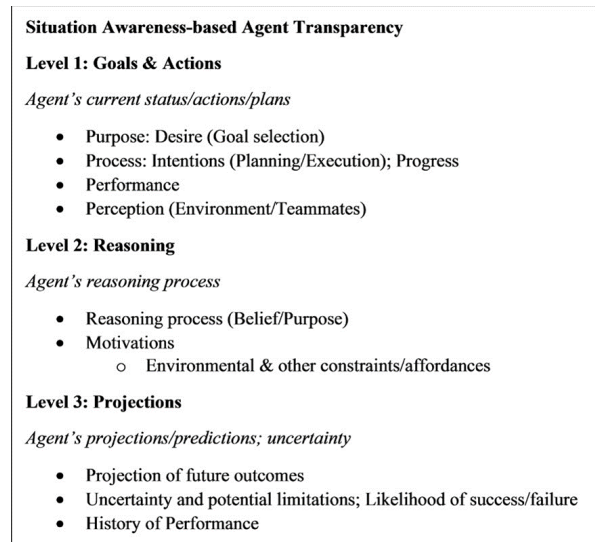 Situation Awareness-based Agent Transparency
Level 1: Goals & Actions
Agent's current status/actions/plans
• Purpose: Desire (Goal selection)
• Process: Intentions (Planning/Execution); Progress
• Performance
• Perception (Environment/Teammates)
Level 2: Reasoning
Agent's reasoning process
• Reasoning process (Belief/Purpose)
• Motivations
o Environmental & other constraints/affordances
Level 3: Projections
Agent's projections/predictions; uncertainty
• Projection of future outcomes
• Uncertainty and potential limitations; Likelihood of success/failure
• History of Performance